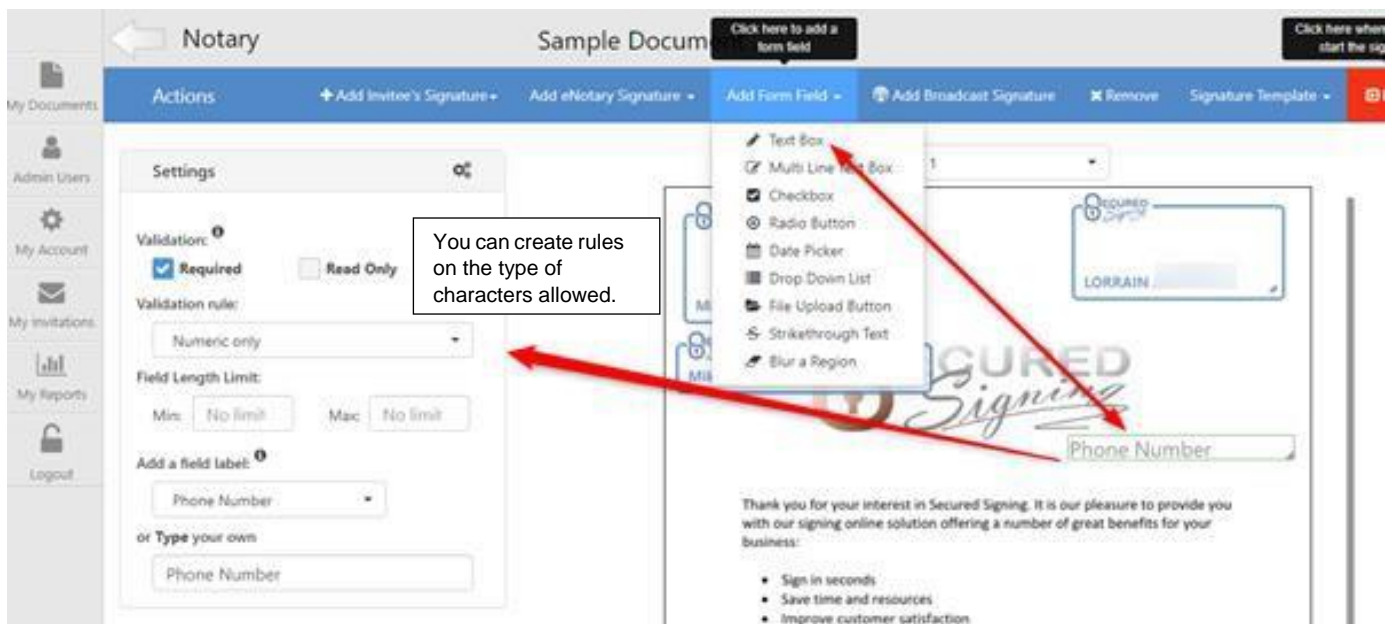 Notary
Sample Docum
Click here to add a
form field
Click here when
start the sig
My Documents
Admin Users
My Account
My Invitations
My Reports
Logout
Actions
Add Invitee's Signature
Add eNotary Signature
Add Form Field
Add Broadcast Signature
Remove
Signature Template
Text Box
Multi Line Text Box
Checkbox
Radio Button
Date Picker
Drop Down List
File Upload Button
Strikethrough Text
Blur a Region
1
Settings
Validation:
Required
Read Only
Validation rule:
Numeric only
Field Length Limit:
Min: No limit
Max: No limit
Add a field label:
Phone Number
or Type your own
Phone Number
You can create rules
on the type of
characters allowed.
SECURED
Signing
LORRAIN
CURED
Signing
Phone Number
Thank you for your interest in Secured Signing. It is our pleasure to provide you
with our signing online solution offering a number of great benefits for your
business:
• Sign in seconds
• Save time and resources
• Improve customer satisfaction